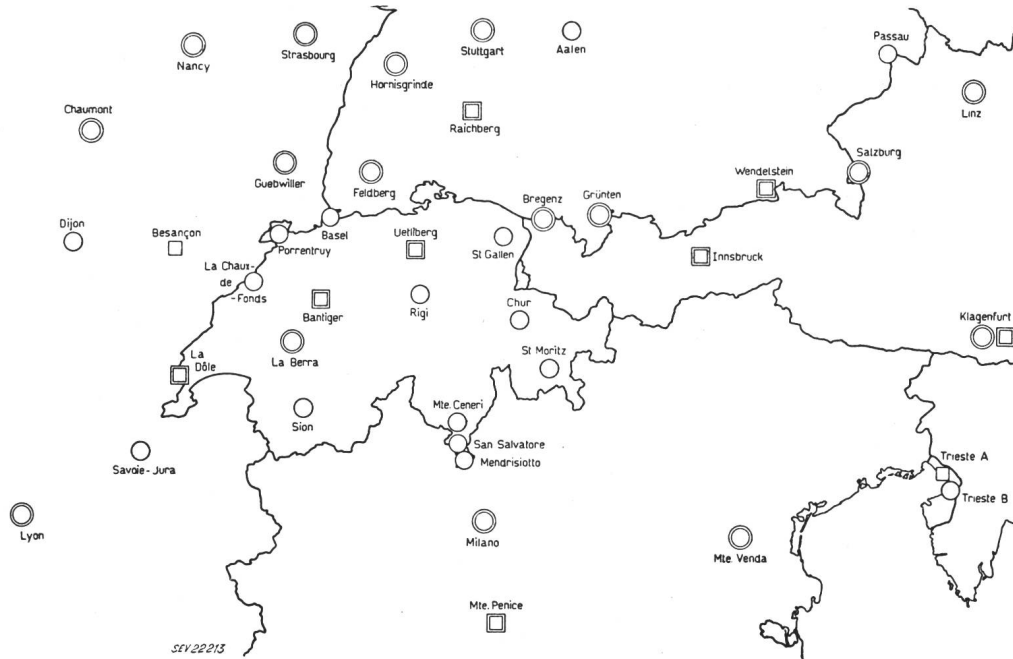 Nancy
Strasbourg
Stuttgart
Aalen
Passau
Hornisgrinde
Linz
Chaumont
Raichberg
Guebwiller
Feldberg
Wendelstein
Salzburg
Bregenz
Grünten
Dijon
Besançon
Porrentruy
Basel
Uetliberg
St Gallen
Innsbruck
La Chaux-
de-
-Fonds
Bantiger
Rigi
Chur
Klagenfurt
La Berra
St Moritz
La
Dôle
Sion
Mte. Ceneri
San Salvatore
Mendrisiotto
Savoie-Jura
Trieste A
Trieste B
Lyon
Milano
Mte. Venda
Mte. Penice
SEV22213